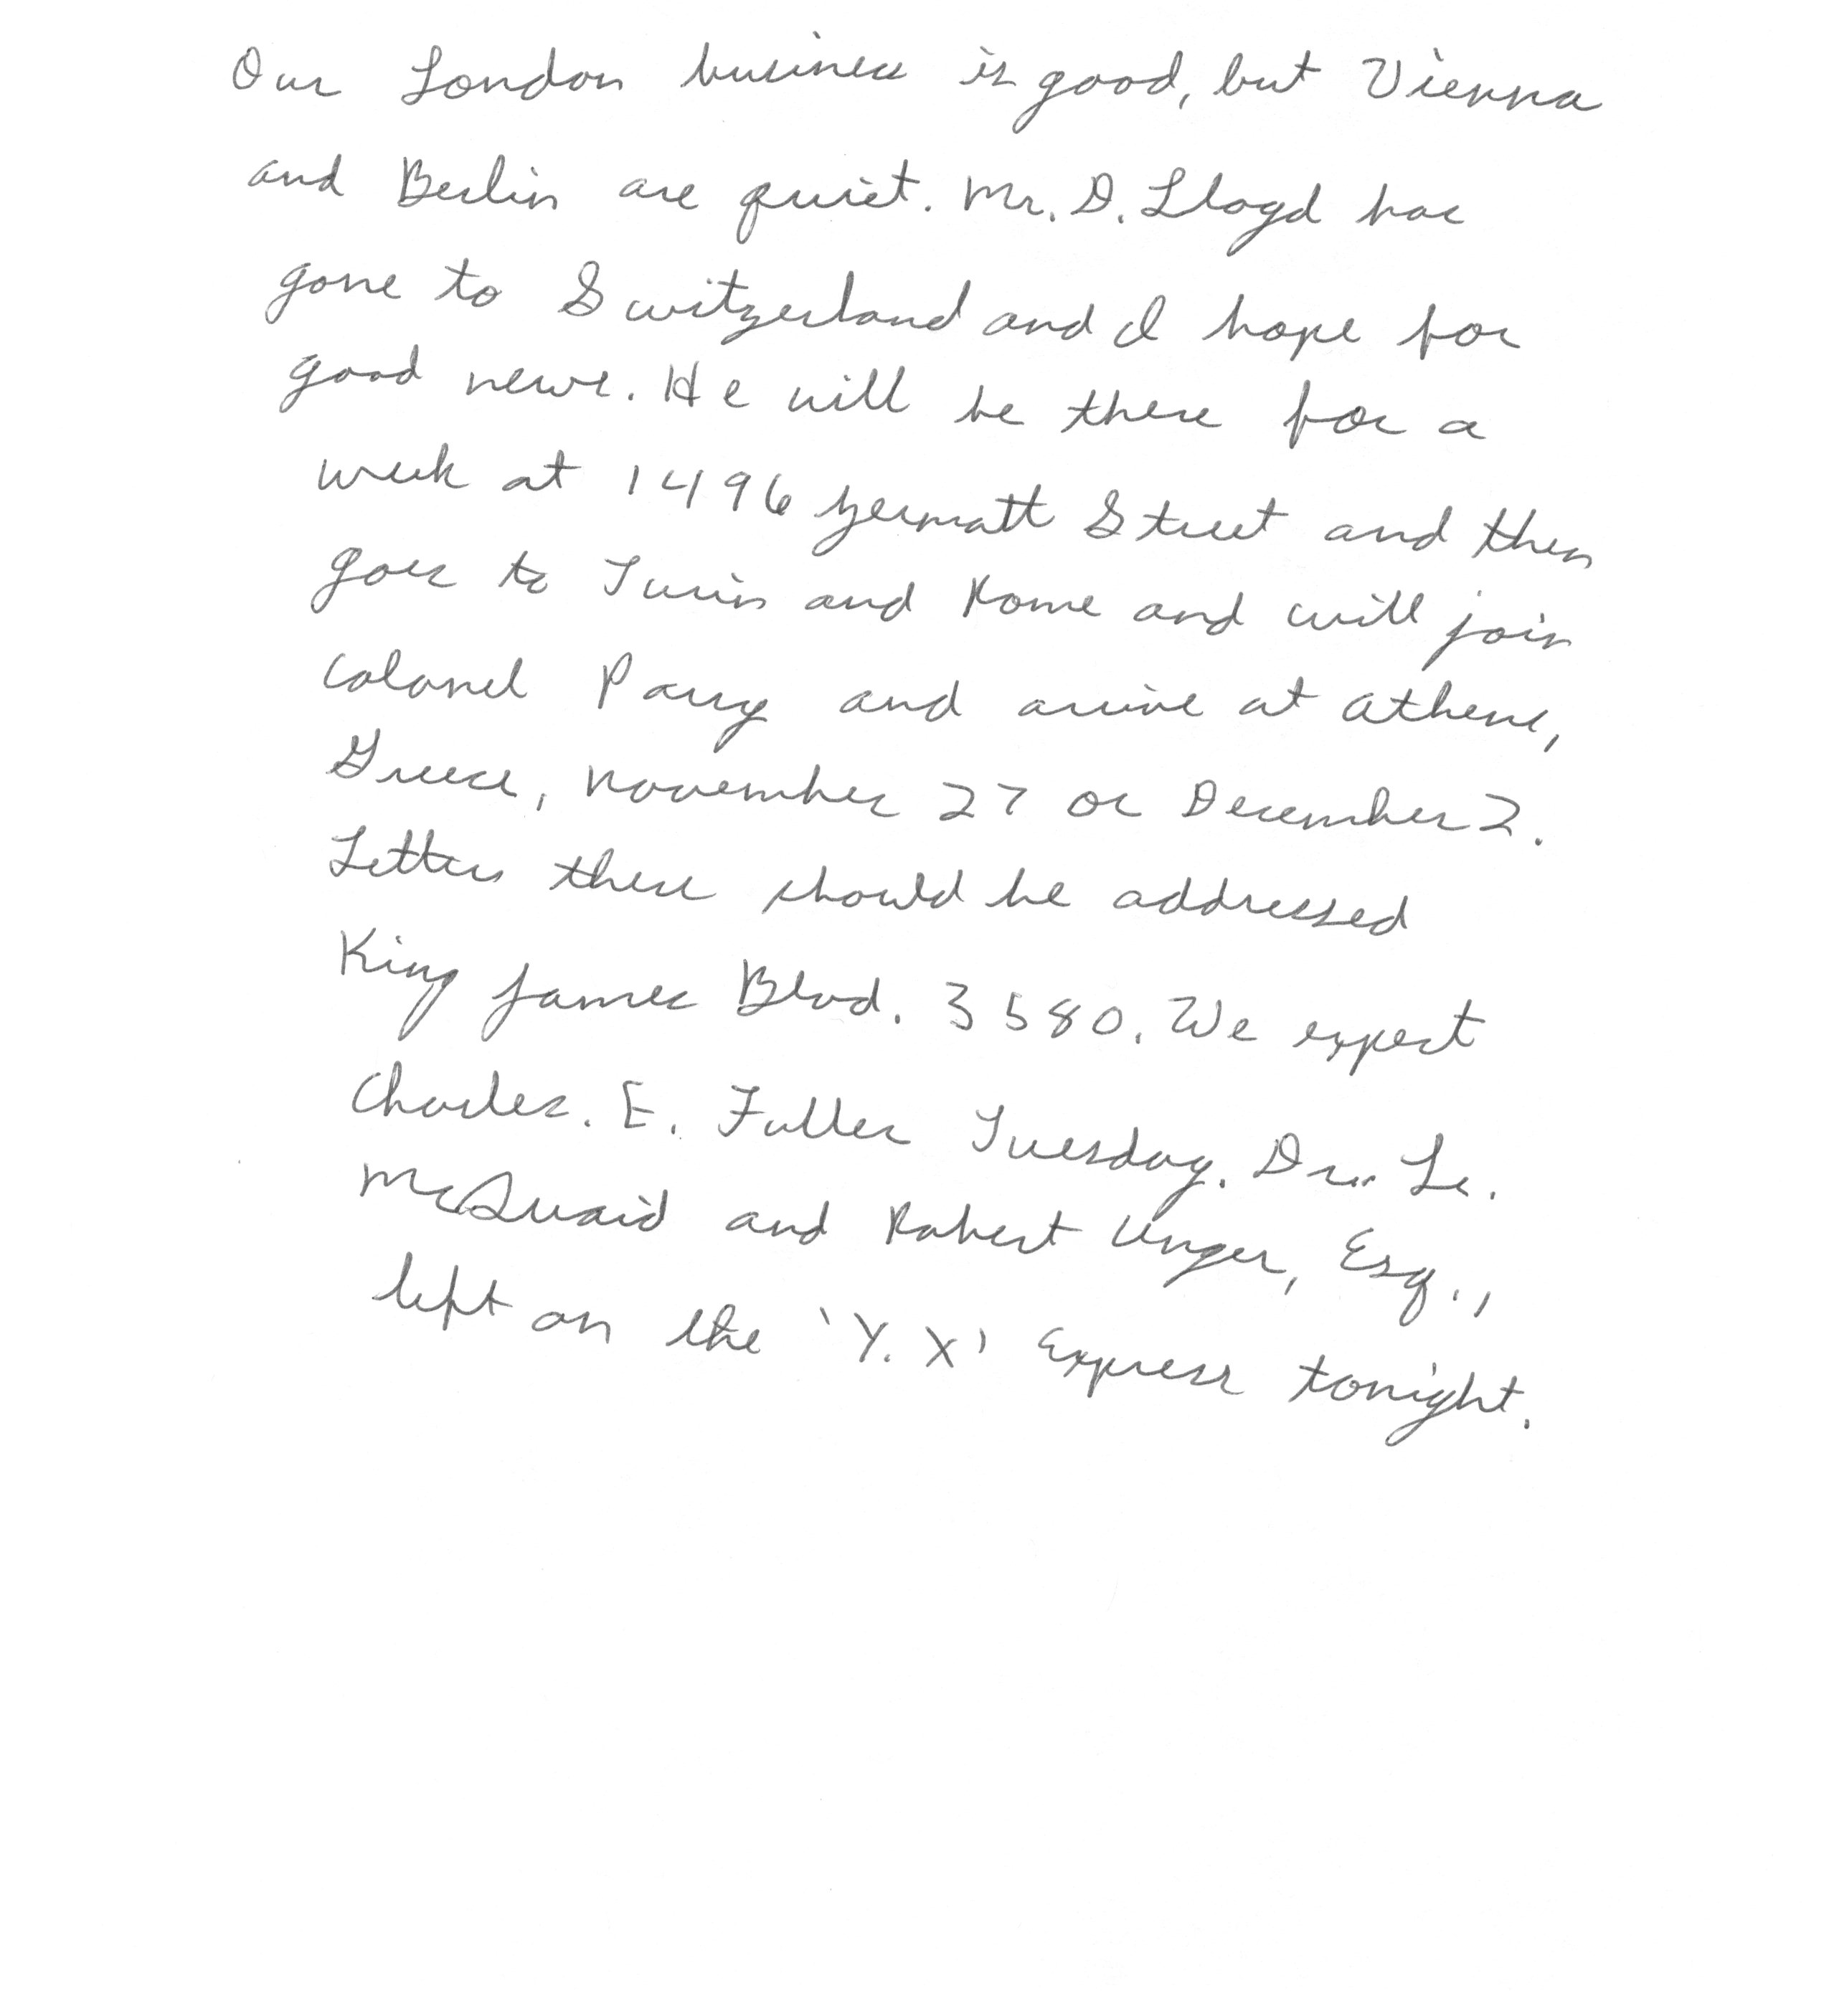 Our London business is good, but Vienna
and Berlin are quiet. Mr. D. Lloyd has
gone to Switzerland and I hope for
good news. He will be there for a
week at 1496 Zermatt Street and then
goes to Turin and Rome and will join
Colonel Parry and arrive at Athens,
Greece, November 27 or December 2.
Letters there should be addressed
King James Blvd. 3580. We expect
Charles. E. Fuller Tuesday. Dr. L.
McQuaid and Robert Unger, Esq.,
left on the 'Y. X' Express tonight.